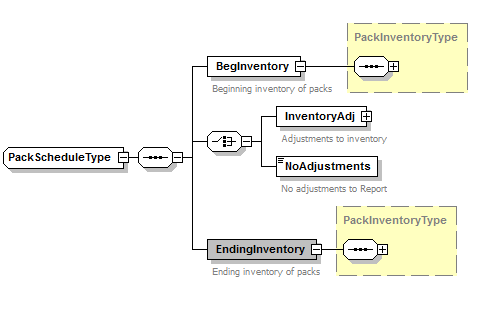 PackInventoryType
BegInventory
Beginning inventory of packs
InventoryAdj
Adjustments to inventory
PackScheduleType
NoAdjustments
No adjustments to Report
PackInventoryType
EndingInventory
Ending inventory of packs